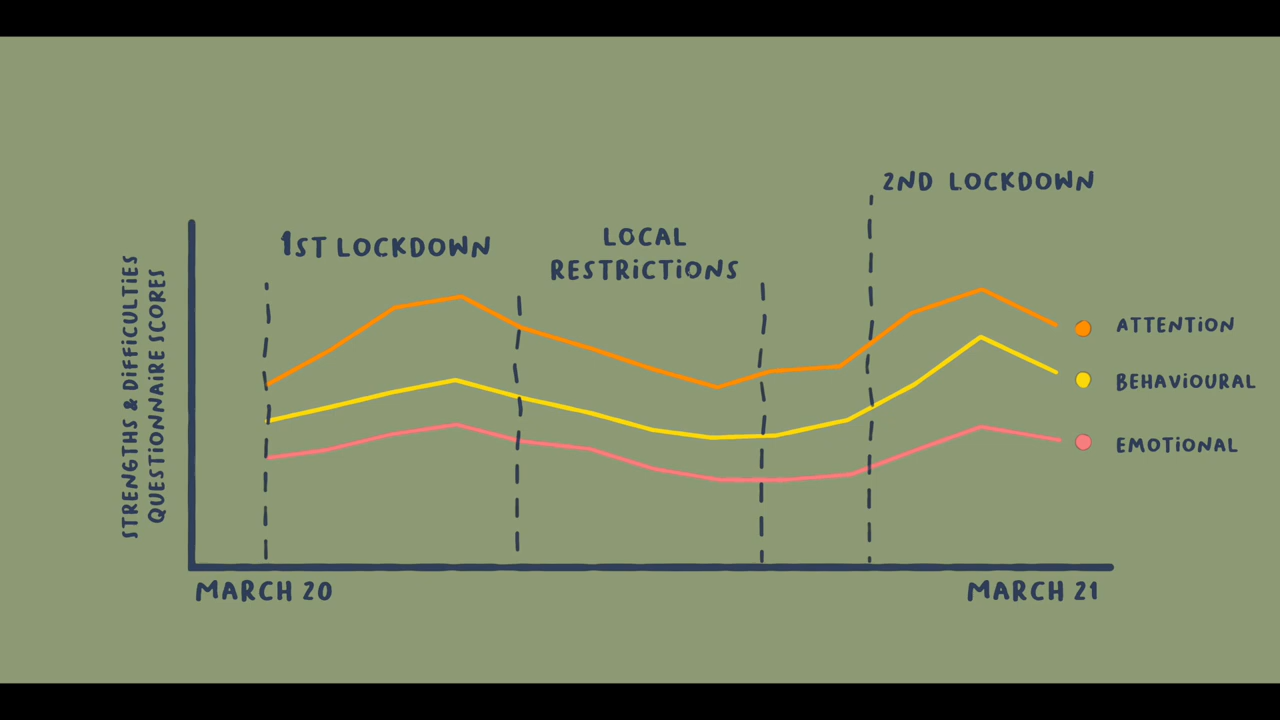 2ND LOCKDOWN
1ST LOCKDOWN
LOCAL
RESTRiCTiONS
STRENGTHS & DiFFiCULTiES
QUESTiONNAiRE SCORES
ATTENTiON
BEHAViOURAL
EMOTiONAL
MARCH 20
MARCH 21